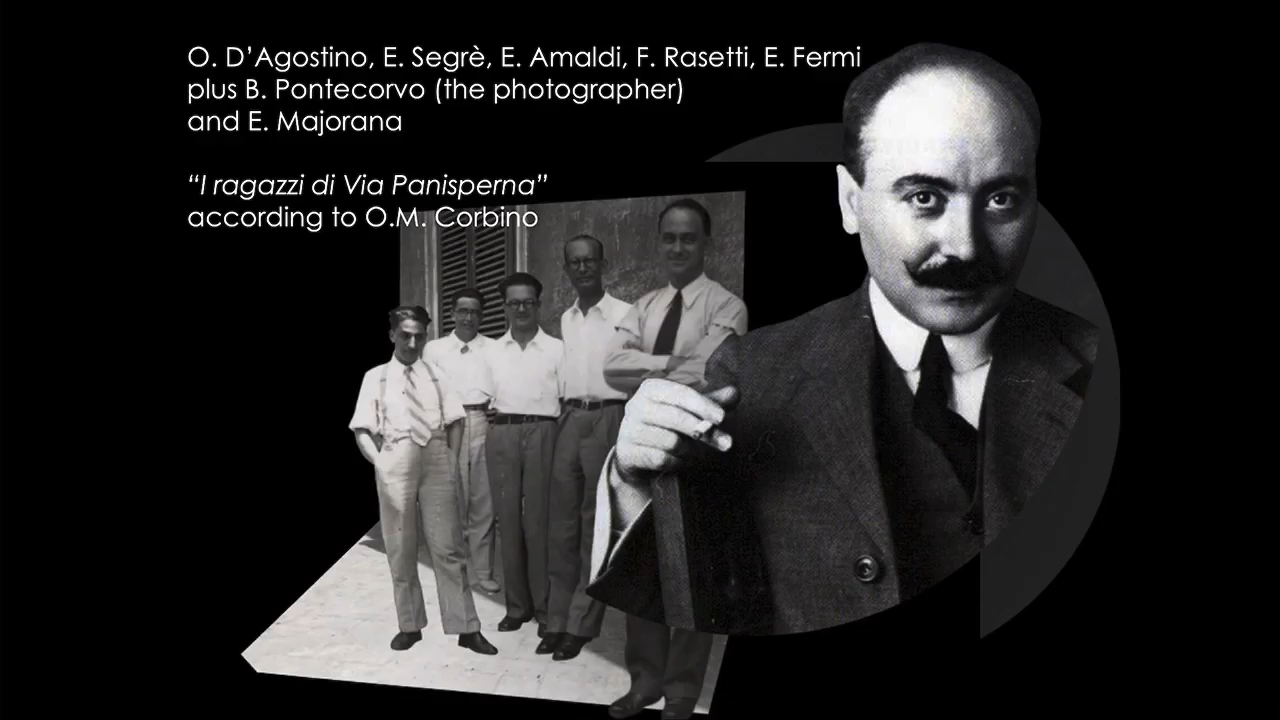 O. D’Agostino, E. Segrè, E. Amaldi, F. Rasetti, E. Fermi
plus B. Pontecorvo (the photographer)
and E. Majorana
“I ragazzi di Via Panisperna”
according to O.M. Corbino